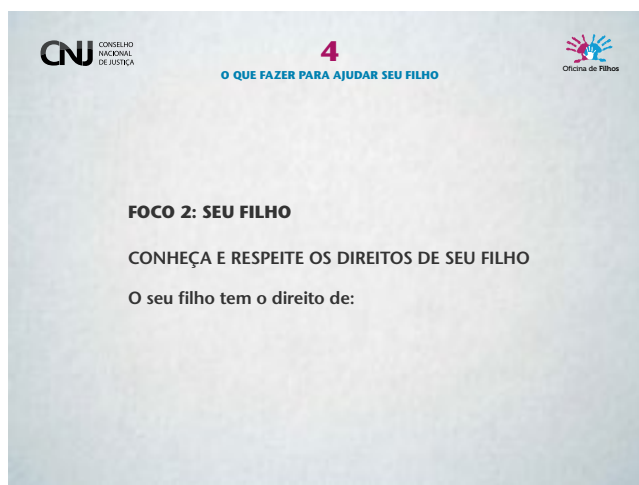 CNJ
CONSELHO
NACIONAL
DE JUSTIÇA
4
O QUE FAZER PARA AJUDAR SEU FILHO
Oficina de Filhos
FOCO 2: SEU FILHO
CONHEÇA E RESPEITE OS DIREITOS DE SEU FILHO
O seu filho tem o direito de: